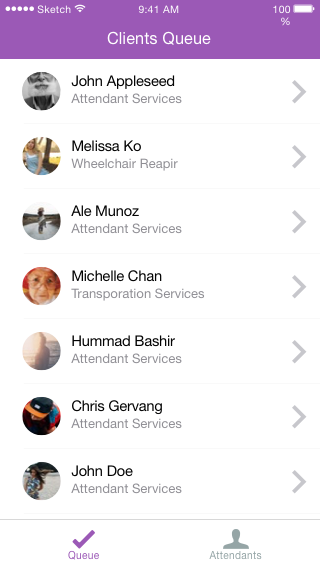 Sketch 9:41 AM 100
%
Clients Queue
John Appleseed
Attendant Services
Melissa Ko
Wheelchair Reapir
Ale Munoz
Attendant Services
Michelle Chan
Transporation Services
Hummad Bashir
Attendant Services
Chris Gervang
Attendant Services
John Doe
Attendant Services
Queue Attendants